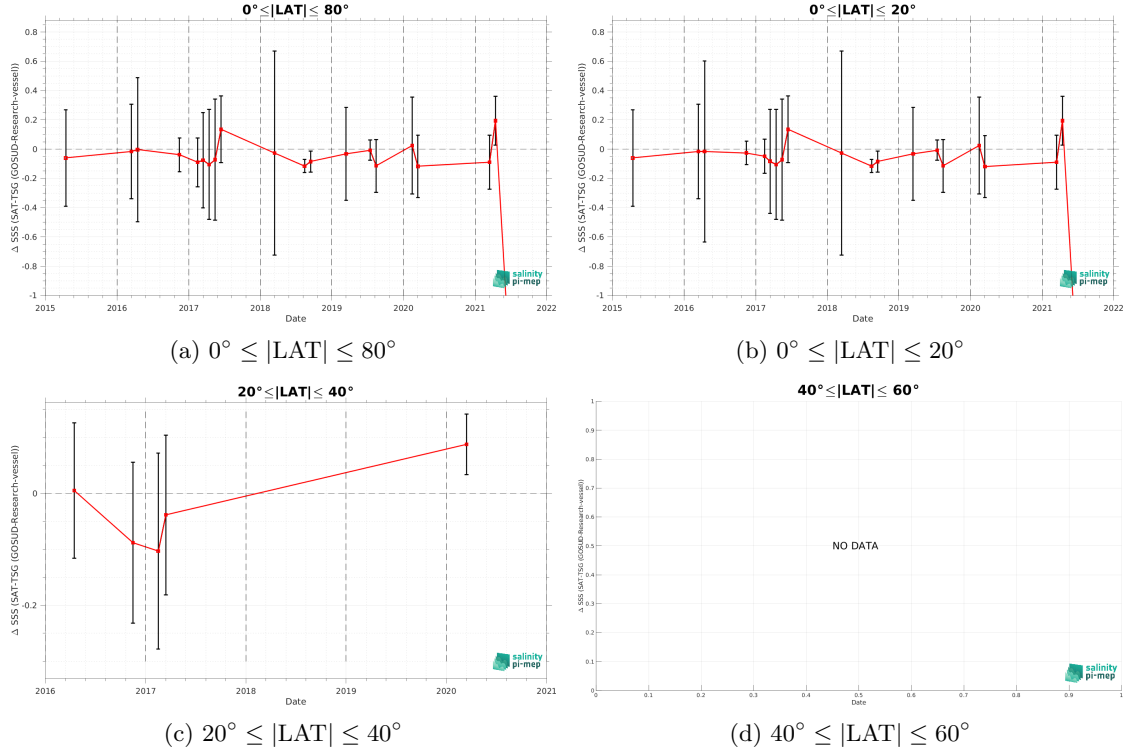 0°≤|LAT|≤ 80°
Δ SSS (SAT-TSG (GOSUD-Research-vessel))
0.8
0.6
0.4
0.2
0
-0.2
-0.4
-0.6
-0.8
-1
2015 2016 2017 2018 2019 2020 2021 2022
Date
salinity
pi-mep
(a) 0° ≤ |LAT| ≤ 80°
0°≤|LAT|≤ 20°
Δ SSS (SAT-TSG (GOSUD-Research-vessel))
0.8
0.6
0.4
0.2
0
-0.2
-0.4
-0.6
-0.8
-1
2015 2016 2017 2018 2019 2020 2021 2022
Date
salinity
pi-mep
(b) 0° ≤ |LAT| ≤ 20°
20°≤|LAT|≤ 40°
Δ SSS (SAT-TSG (GOSUD-Research-vessel))
0
-0.2
2016 2017 2018 2019 2020 2021
Date
salinity
pi-mep
(c) 20° ≤ |LAT| ≤ 40°
40°≤|LAT|≤ 60°
Δ SSS (SAT-TSG (GOSUD-Research-vessel))
1
0.9
0.8
0.7
0.6
0.5
0.4
0.3
0.2
0.1
0
NO DATA
0 0.1 0.2 0.3 0.4 0.5 0.6 0.7 0.8 0.9 1
Date
salinity
pi-mep
(d) 40° ≤ |LAT| ≤ 60°